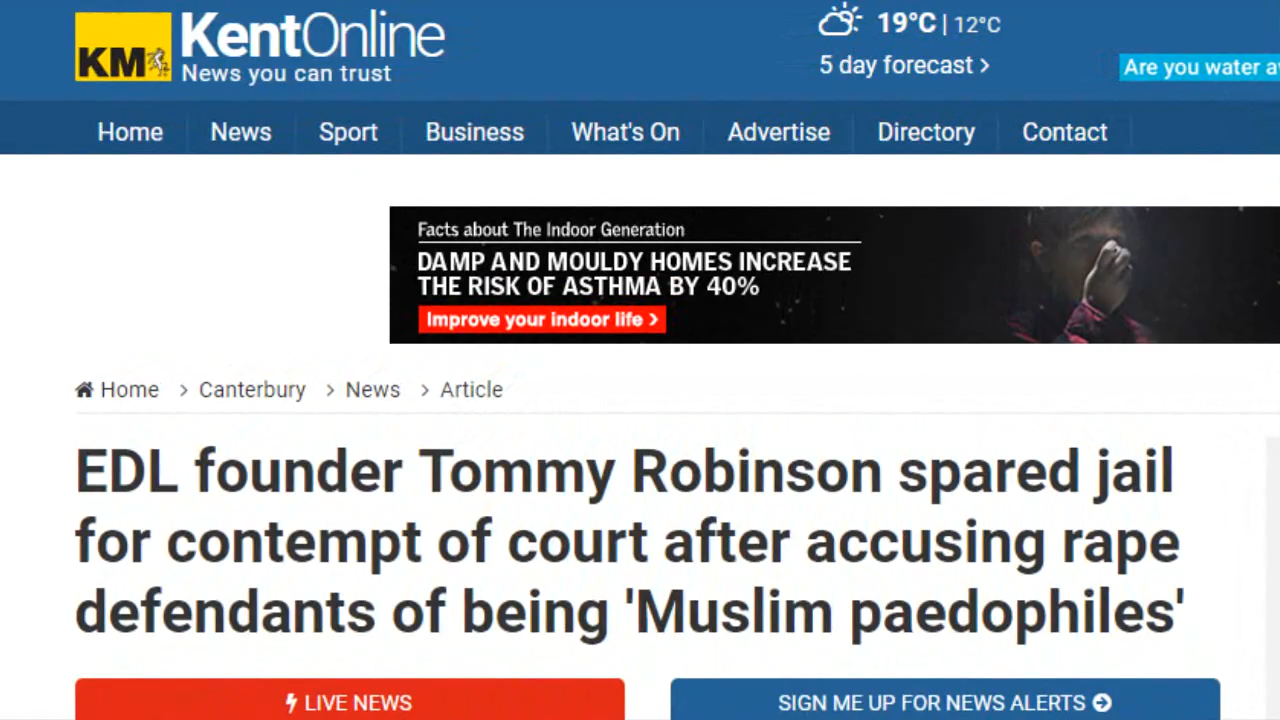 KM KentOnline
News you can trust
19°C | 12°C
5 day forecast >
Are you water
Home News Sport Business What's On Advertise Directory Contact
Facts about The Indoor Generation
DAMP AND MOULDY HOMES INCREASE
THE RISK OF ASTHMA BY 40%
Improve your indoor life >
Home > Canterbury > News > Article
EDL founder Tommy Robinson spared jail
for contempt of court after accusing rape
defendants of being 'Muslim paedophiles'
LIVE NEWS
SIGN ME UP FOR NEWS ALERTS